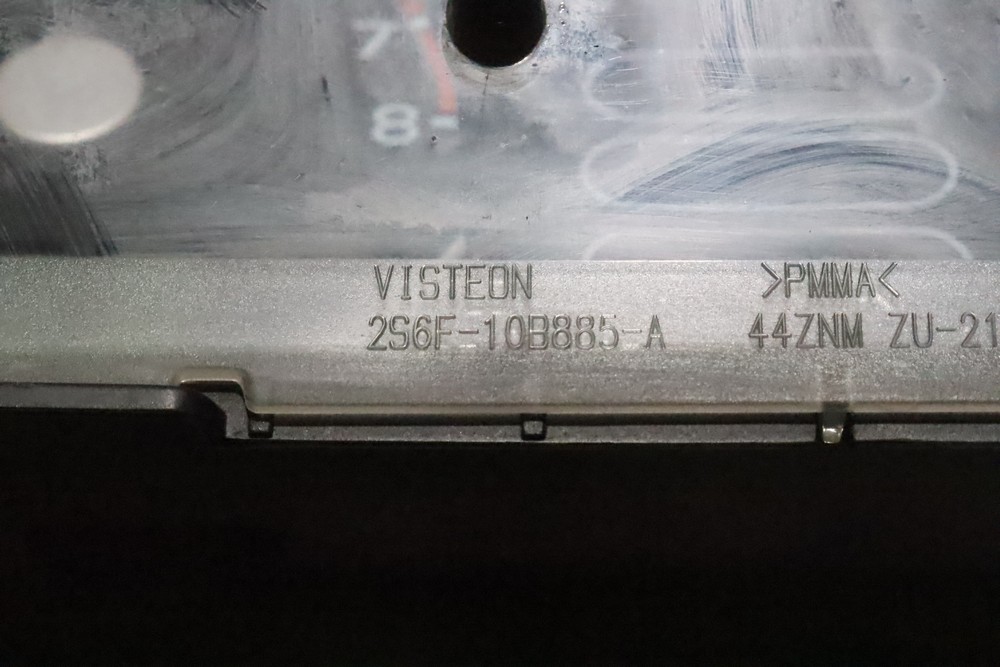 7
8
VISTEON
2S6F-10B885-A
>PMMA<
44ZNM ZU-21